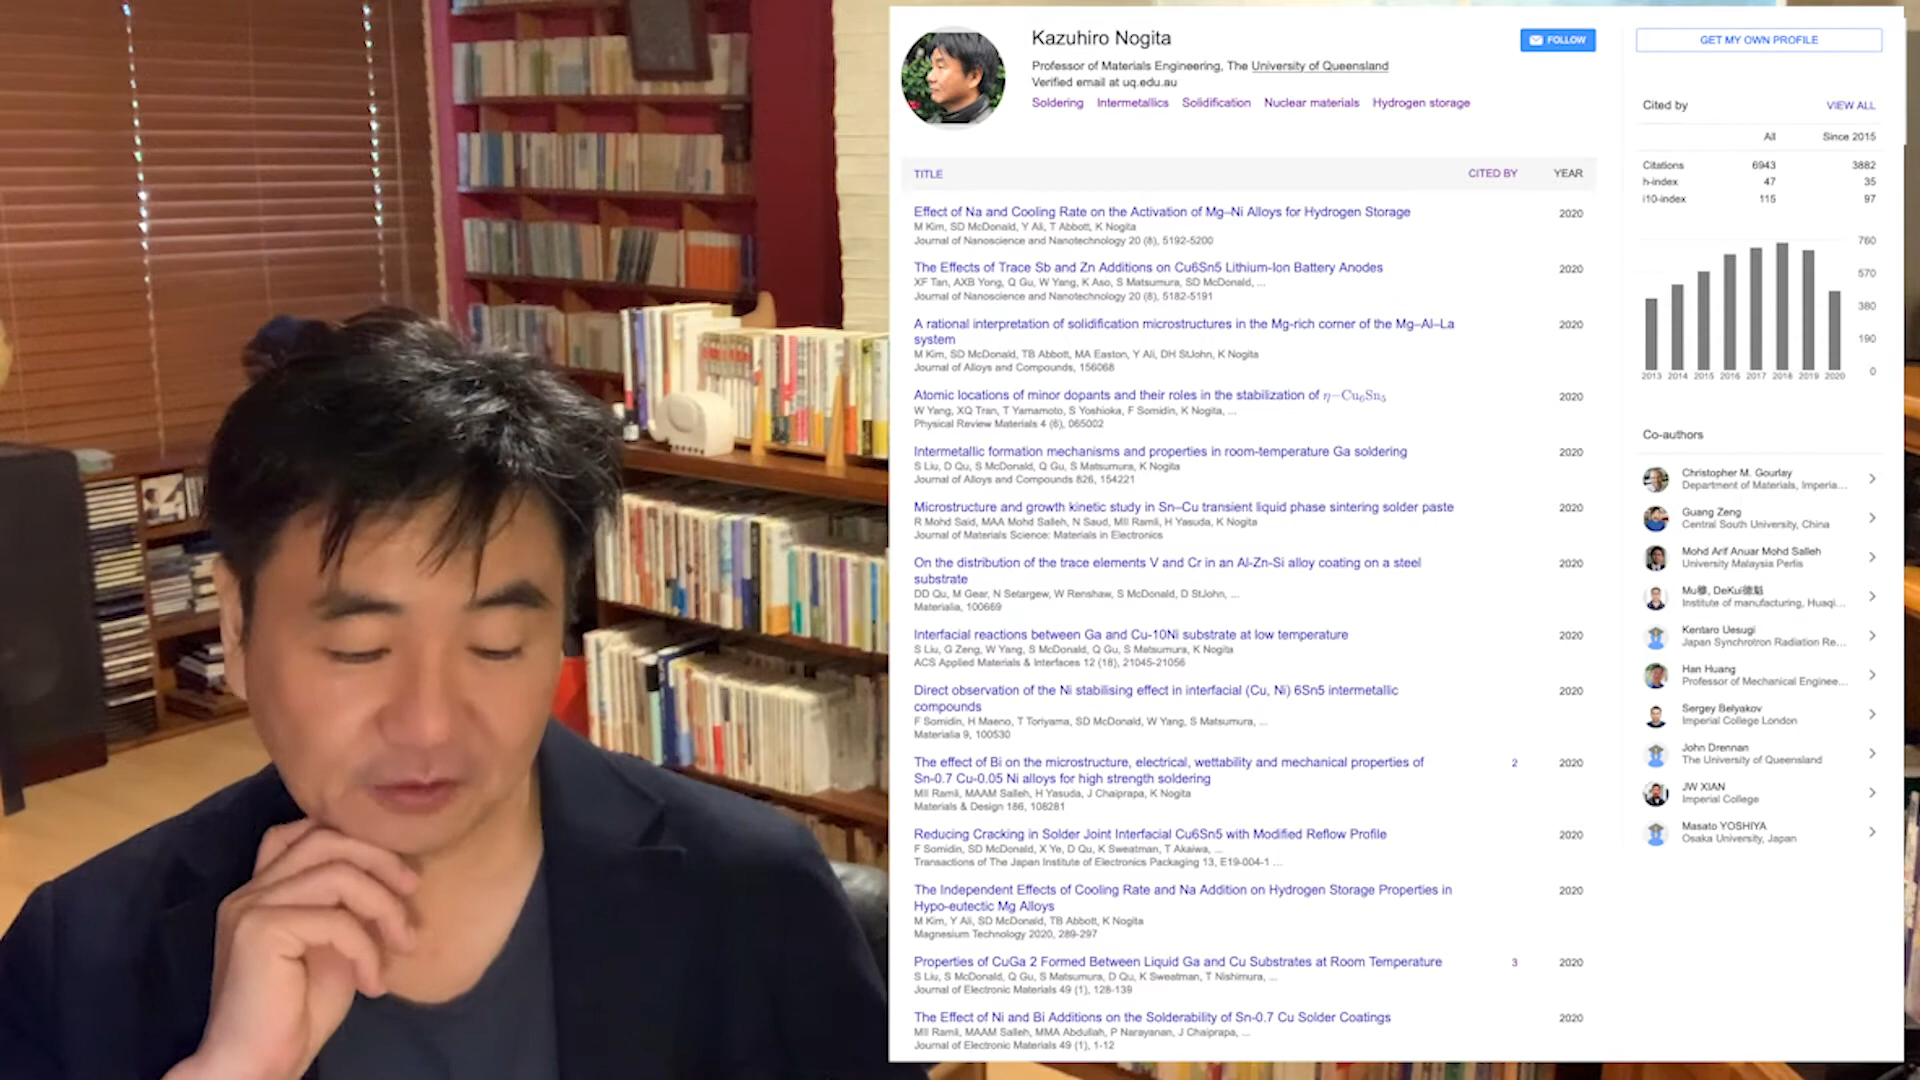 Kazuhiro Nogita
FOLLOW
Professor of Materials Engineering, The University of Queensland
Verified email at uq.edu.au
Soldering Intermetallics Solidification Nuclear materials Hydrogen storage
TITLE CITED BY YEAR
Effect of Na and Cooling Rate on the Activation of Mg–Ni Alloys for Hydrogen Storage 2020
M Kim, SD McDonald, Y Ali, T Abbott, K Nogita
Journal of Nanoscience and Nanotechnology 20 (8), 5192-5200
The Effects of Trace Sb and Zn Additions on Cu6Sn5 Lithium-Ion Battery Anodes 2020
XF Tan, AXB Yong, Q Gu, W Yang, K Aso, S Matsumura, SD McDonald, ...
Journal of Nanoscience and Nanotechnology 20 (8), 5182-5191
A rational interpretation of solidification microstructures in the Mg-rich corner of the Mg–Al–La 2020
system
M Kim, SD McDonald, TB Abbott, MA Easton, Y Ali, DH StJohn, K Nogita
Journal of Alloys and Compounds, 156068
Atomic locations of minor dopants and their roles in the stabilization of η−Cu₆Sn₅ 2020
W Yang, XQ Tran, T Yamamoto, S Yoshioka, F Somidin, K Nogita, ...
Physical Review Materials 4 (6), 065002
Intermetallic formation mechanisms and properties in room-temperature Ga soldering 2020
S Liu, D Qu, S McDonald, Q Gu, S Matsumura, K Nogita
Journal of Alloys and Compounds 826, 154221
Microstructure and growth kinetic study in Sn–Cu transient liquid phase sintering solder paste 2020
R Mohd Said, MAA Mohd Salleh, N Saud, MII Ramli, H Yasuda, K Nogita
Journal of Materials Science: Materials in Electronics
On the distribution of the trace elements V and Cr in an Al-Zn-Si alloy coating on a steel 2020
substrate
DD Qu, M Gear, N Setargew, W Renshaw, S McDonald, D StJohn, ...
Materialia, 100669
Interfacial reactions between Ga and Cu-10Ni substrate at low temperature 2020
S Liu, G Zeng, W Yang, S McDonald, Q Gu, S Matsumura, K Nogita
ACS Applied Materials & Interfaces 12 (18), 21045-21056
Direct observation of the Ni stabilising effect in interfacial (Cu, Ni) 6Sn5 intermetallic 2020
compounds
F Somidin, H Maeno, T Toriyama, SD McDonald, W Yang, S Matsumura, ...
Materialia 9, 100530
The effect of Bi on the microstructure, electrical, wettability and mechanical properties of 2 2020
Sn-0.7 Cu-0.05 Ni alloys for high strength soldering
MII Ramli, MAAM Salleh, H Yasuda, J Chaiprapa, K Nogita
Materials & Design 186, 108281
Reducing Cracking in Solder Joint Interfacial Cu6Sn5 with Modified Reflow Profile 2020
F Somidin, SD McDonald, X Ye, D Qu, K Sweatman, T Akaiwa, ...
Transactions of The Japan Institute of Electronics Packaging 13, E19-004-1 ...
The Independent Effects of Cooling Rate and Na Addition on Hydrogen Storage Properties in 2020
Hypo-eutectic Mg Alloys
M Kim, Y Ali, SD McDonald, TB Abbott, K Nogita
Magnesium Technology 2020, 289-297
Properties of CuGa 2 Formed Between Liquid Ga and Cu Substrates at Room Temperature 3 2020
S Liu, S McDonald, Q Gu, S Matsumura, D Qu, K Sweatman, T Nishimura, ...
Journal of Electronic Materials 49 (1), 128-139
The Effect of Ni and Bi Additions on the Solderability of Sn-0.7 Cu Solder Coatings 2020
MII Ramli, MAAM Salleh, MMA Abdullah, P Narayanan, J Chaiprapa, ...
Journal of Electronic Materials 49 (1), 1-12
GET MY OWN PROFILE
Cited by VIEW ALL
All Since 2015
Citations 6943 3882
h-index 47 35
i10-index 115 97
760
570
380
190
0
2013 2014 2015 2016 2017 2018 2019 2020
Co-authors
Christopher M. Gourlay
Department of Materials, Imperia...
Guang Zeng
Central South University, China
Mohd Arif Anuar Mohd Salleh
University Malaysia Perlis
Mu穆, DeKui德魁
Institute of manufacturing, Huaqi...
Kentaro Uesugi
Japan Synchrotron Radiation Re...
Han Huang
Professor of Mechanical Enginee...
Sergey Belyakov
Imperial College London
John Drennan
The University of Queensland
JW XIAN
Imperial College
Masato YOSHIYA
Osaka University, Japan